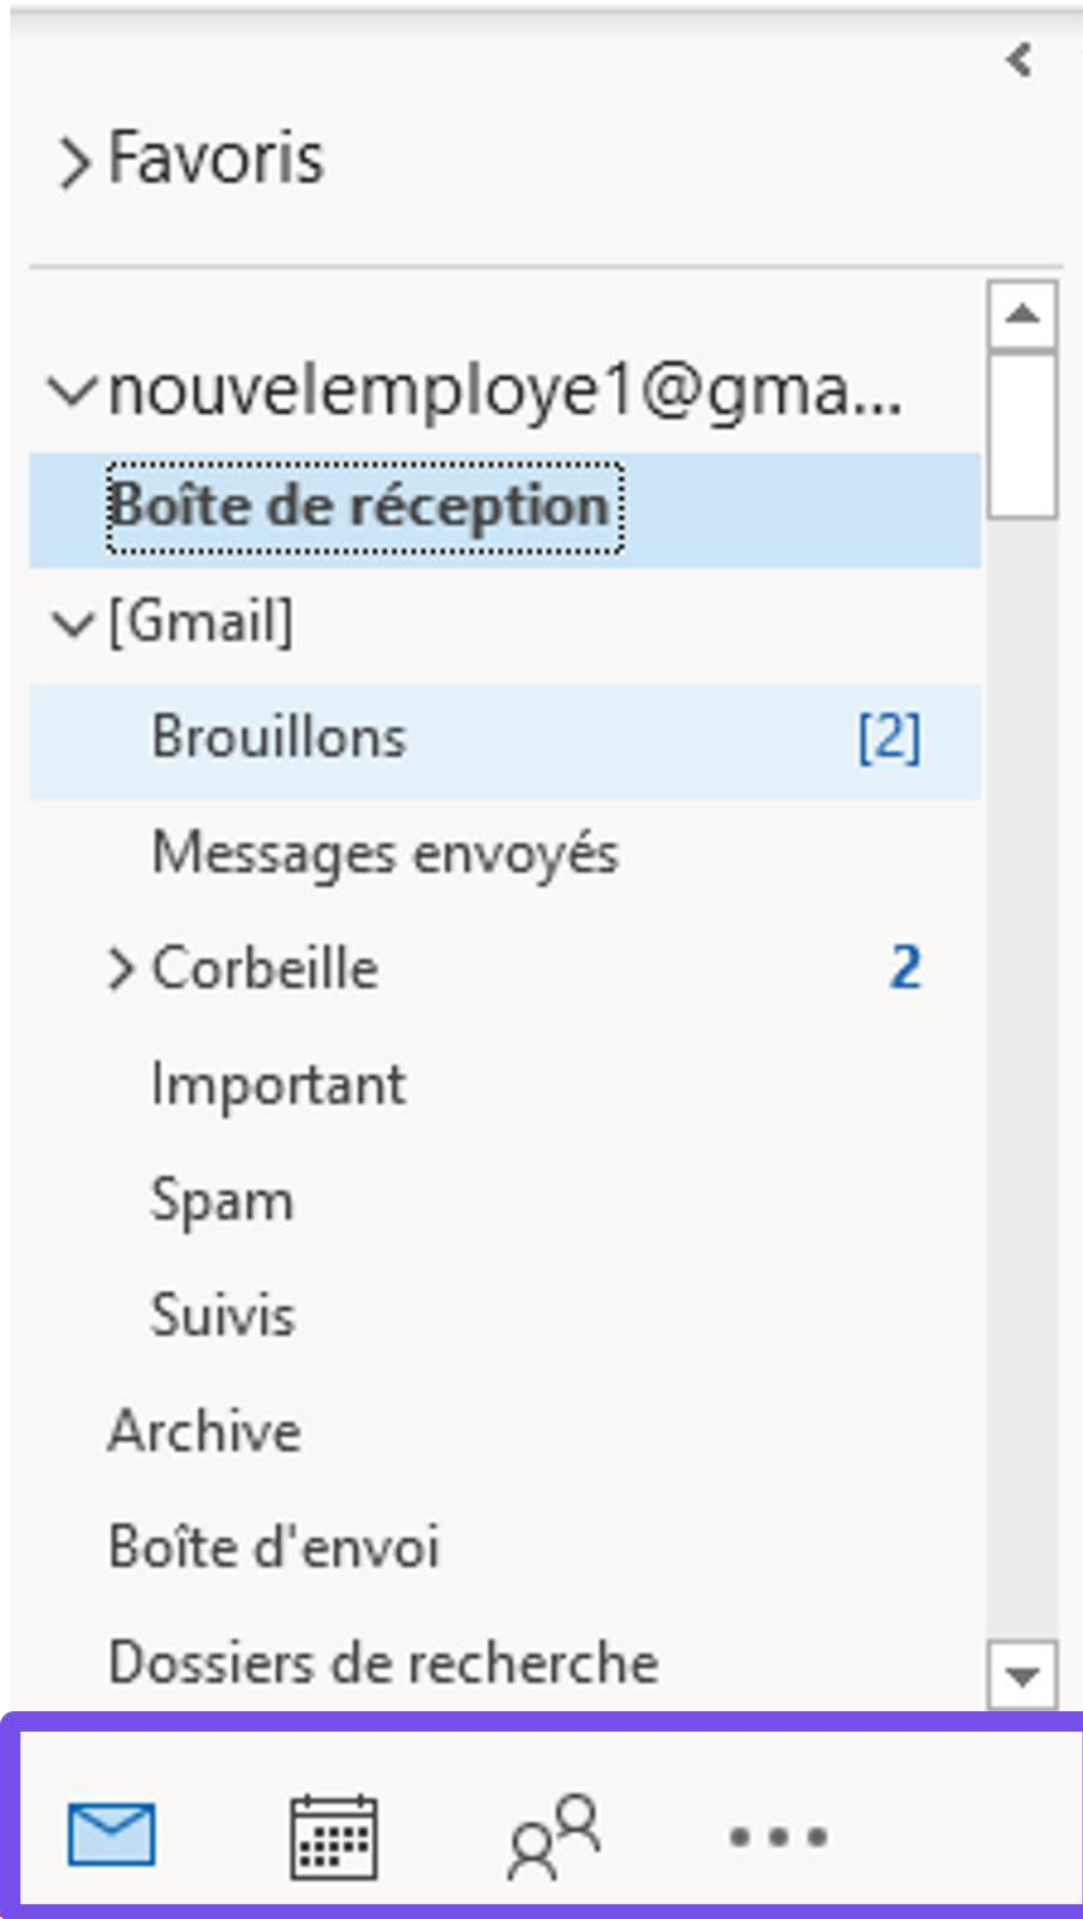 Favoris
nouvelemploye1@gma...
Boîte de réception
[Gmail]
Brouillons [2]
Messages envoyés
Corbeille 2
Important
Spam
Suivis
Archive
Boîte d'envoi
Dossiers de recherche